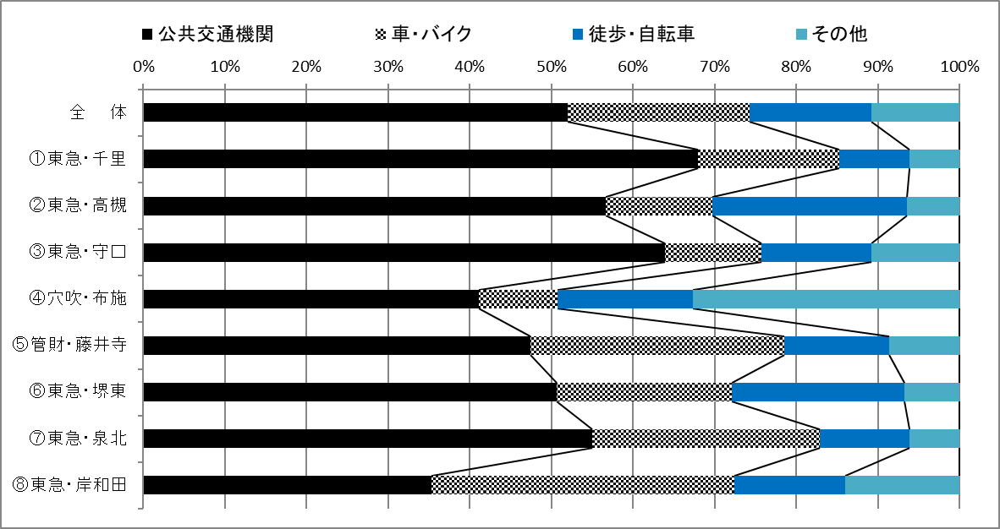 公共交通機関 車・バイク 徒歩・自転車 その他
0% 10% 20% 30% 40% 50% 60% 70% 80% 90% 100%
全 体
①東急・千里
②東急・高槻
③東急・守口
④穴吹・布施
⑤管財・藤井寺
⑥東急・堺東
⑦東急・泉北
⑧東急・岸和田